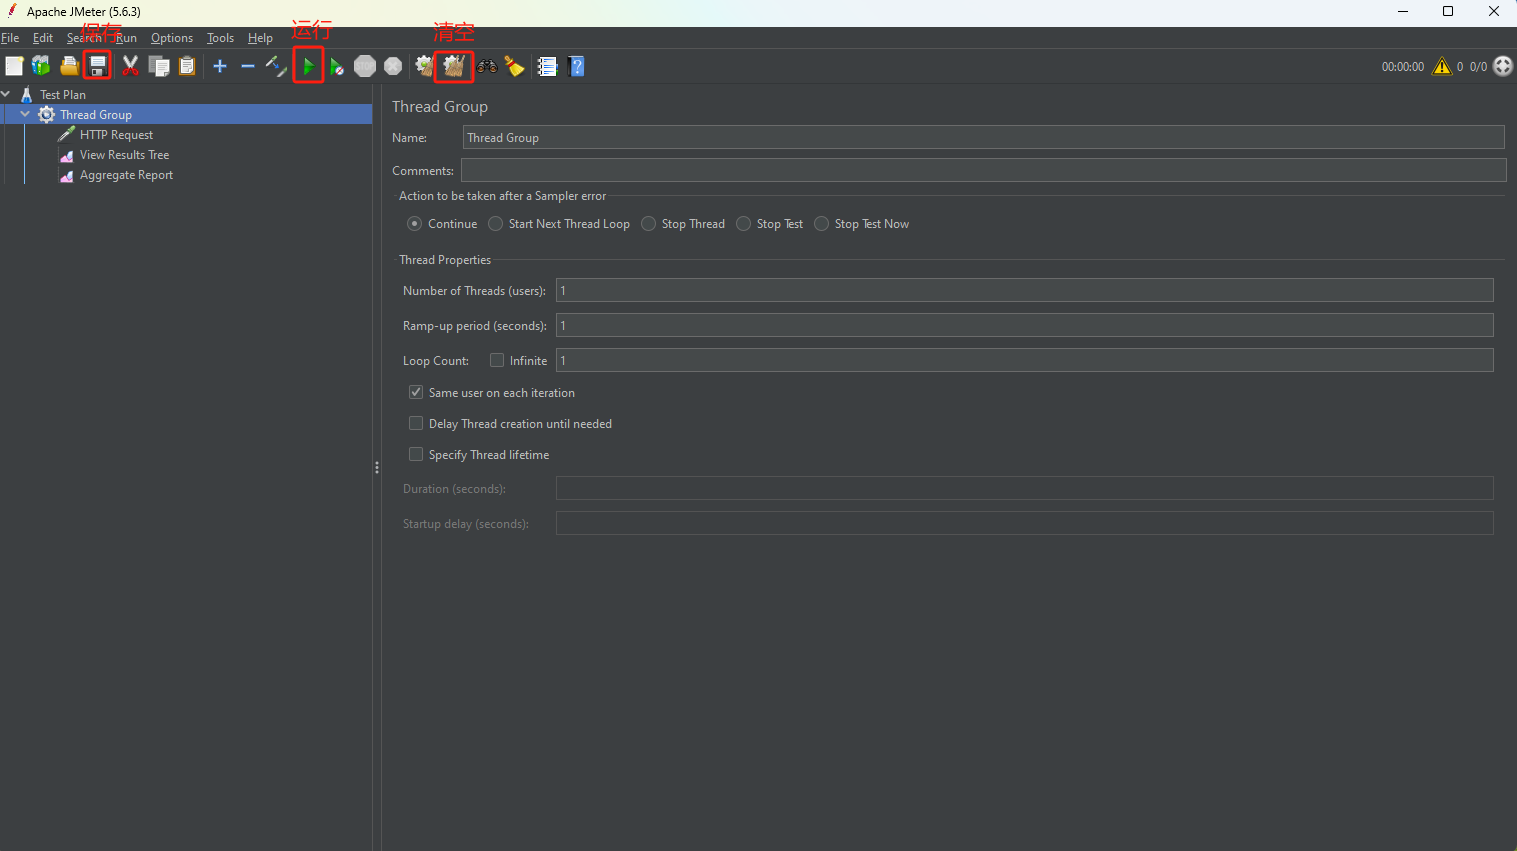 Apache JMeter (5.6.3)
保存 运行 清空
File Edit Search Run Options Tools Help
STOP
00:00:00 0 0/0
Test Plan
Thread Group
HTTP Request
View Results Tree
Aggregate Report
Thread Group
Name: Thread Group
Comments:
Action to be taken after a Sampler error
Continue Start Next Thread Loop Stop Thread Stop Test Stop Test Now
Thread Properties
Number of Threads (users): 1
Ramp-up period (seconds): 1
Loop Count: Infinite 1
Same user on each iteration
Delay Thread creation until needed
Specify Thread lifetime
Duration (seconds):
Startup delay (seconds):